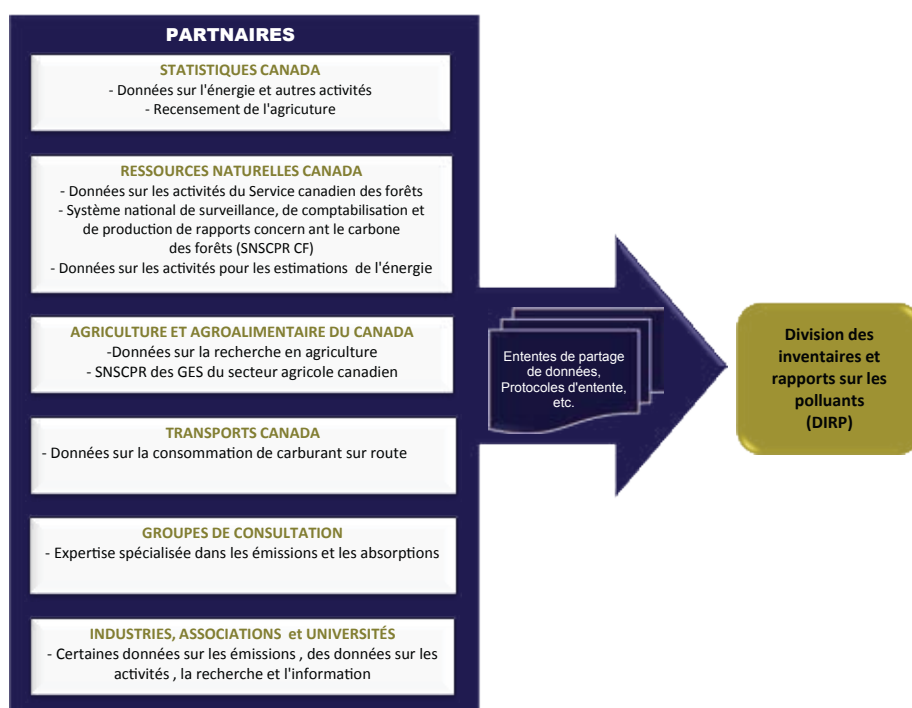 PARTNAIRES
STATISTIQUES CANADA
- Données sur l'énergie et autres activités
- Recensement de l'agricuture
RESSOURCES NATURELLES CANADA
- Données sur les activités du Service canadien des forêts
- Système national de surveillance, de comptabilisation et
de production de rapports concern ant le carbone
des forêts (SNSCPR CF)
- Données sur les activités pour les estimations de l'énergie
AGRICULTURE ET AGROALIMENTAIRE DU CANADA
-Données sur la recherche en agriculture
- SNSCPR des GES du secteur agricole canadien
TRANSPORTS CANADA
- Données sur la consommation de carburant sur route
GROUPES DE CONSULTATION
- Expertise spécialisée dans les émissions et les absorptions
INDUSTRIES, ASSOCIATIONS et UNIVERSITÉS
- Certaines données sur les émissions , des données sur les
activités , la recherche et l'information
Ententes de partage
de données,
Protocoles d'entente,
etc.
Division des
inventaires et
rapports sur les
polluants
(DIRP)